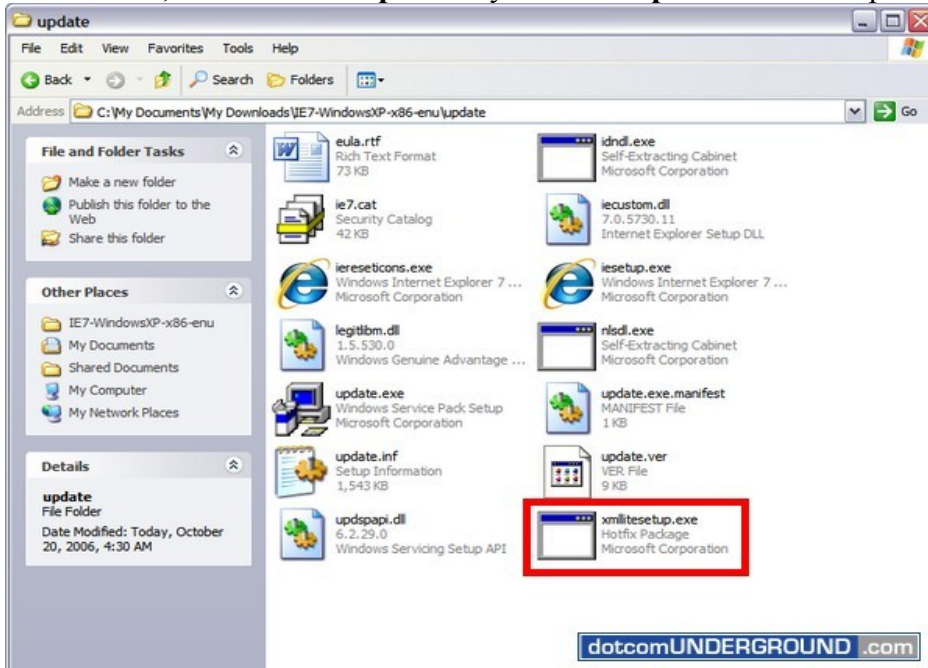 update
File Edit View Favorites Tools Help
Back Search Folders
Address C:\My Documents\My Downloads\IE7-WindowsXP-x86-enu\update Go
File and Folder Tasks
Make a new folder
Publish this folder to the
Web
Share this folder
Other Places
IE7-WindowsXP-x86-enu
My Documents
Shared Documents
My Computer
My Network Places
Details
update
File Folder
Date Modified: Today, October
20, 2006, 4:30 AM
eula.rtf
Rich Text Format
73 KB
idndl.exe
Self-Extracting Cabinet
Microsoft Corporation
ie7.cat
Security Catalog
42 KB
iecustom.dll
7.0.5730.11
Internet Explorer Setup DLL
iereseticons.exe
Windows Internet Explorer 7 ...
Microsoft Corporation
iesetup.exe
Windows Internet Explorer 7 ...
Microsoft Corporation
legitlibm.dll
1.5.530.0
Windows Genuine Advantage ...
nlsdl.exe
Self-Extracting Cabinet
Microsoft Corporation
update.exe
Windows Service Pack Setup
Microsoft Corporation
update.exe.manifest
MANIFEST File
1 KB
update.inf
Setup Information
1,543 KB
update.ver
VER File
9 KB
updspapi.dll
6.2.29.0
Windows Servicing Setup API
xmllitesetup.exe
Hotfix Package
Microsoft Corporation
dotcomUNDERGROUND .com